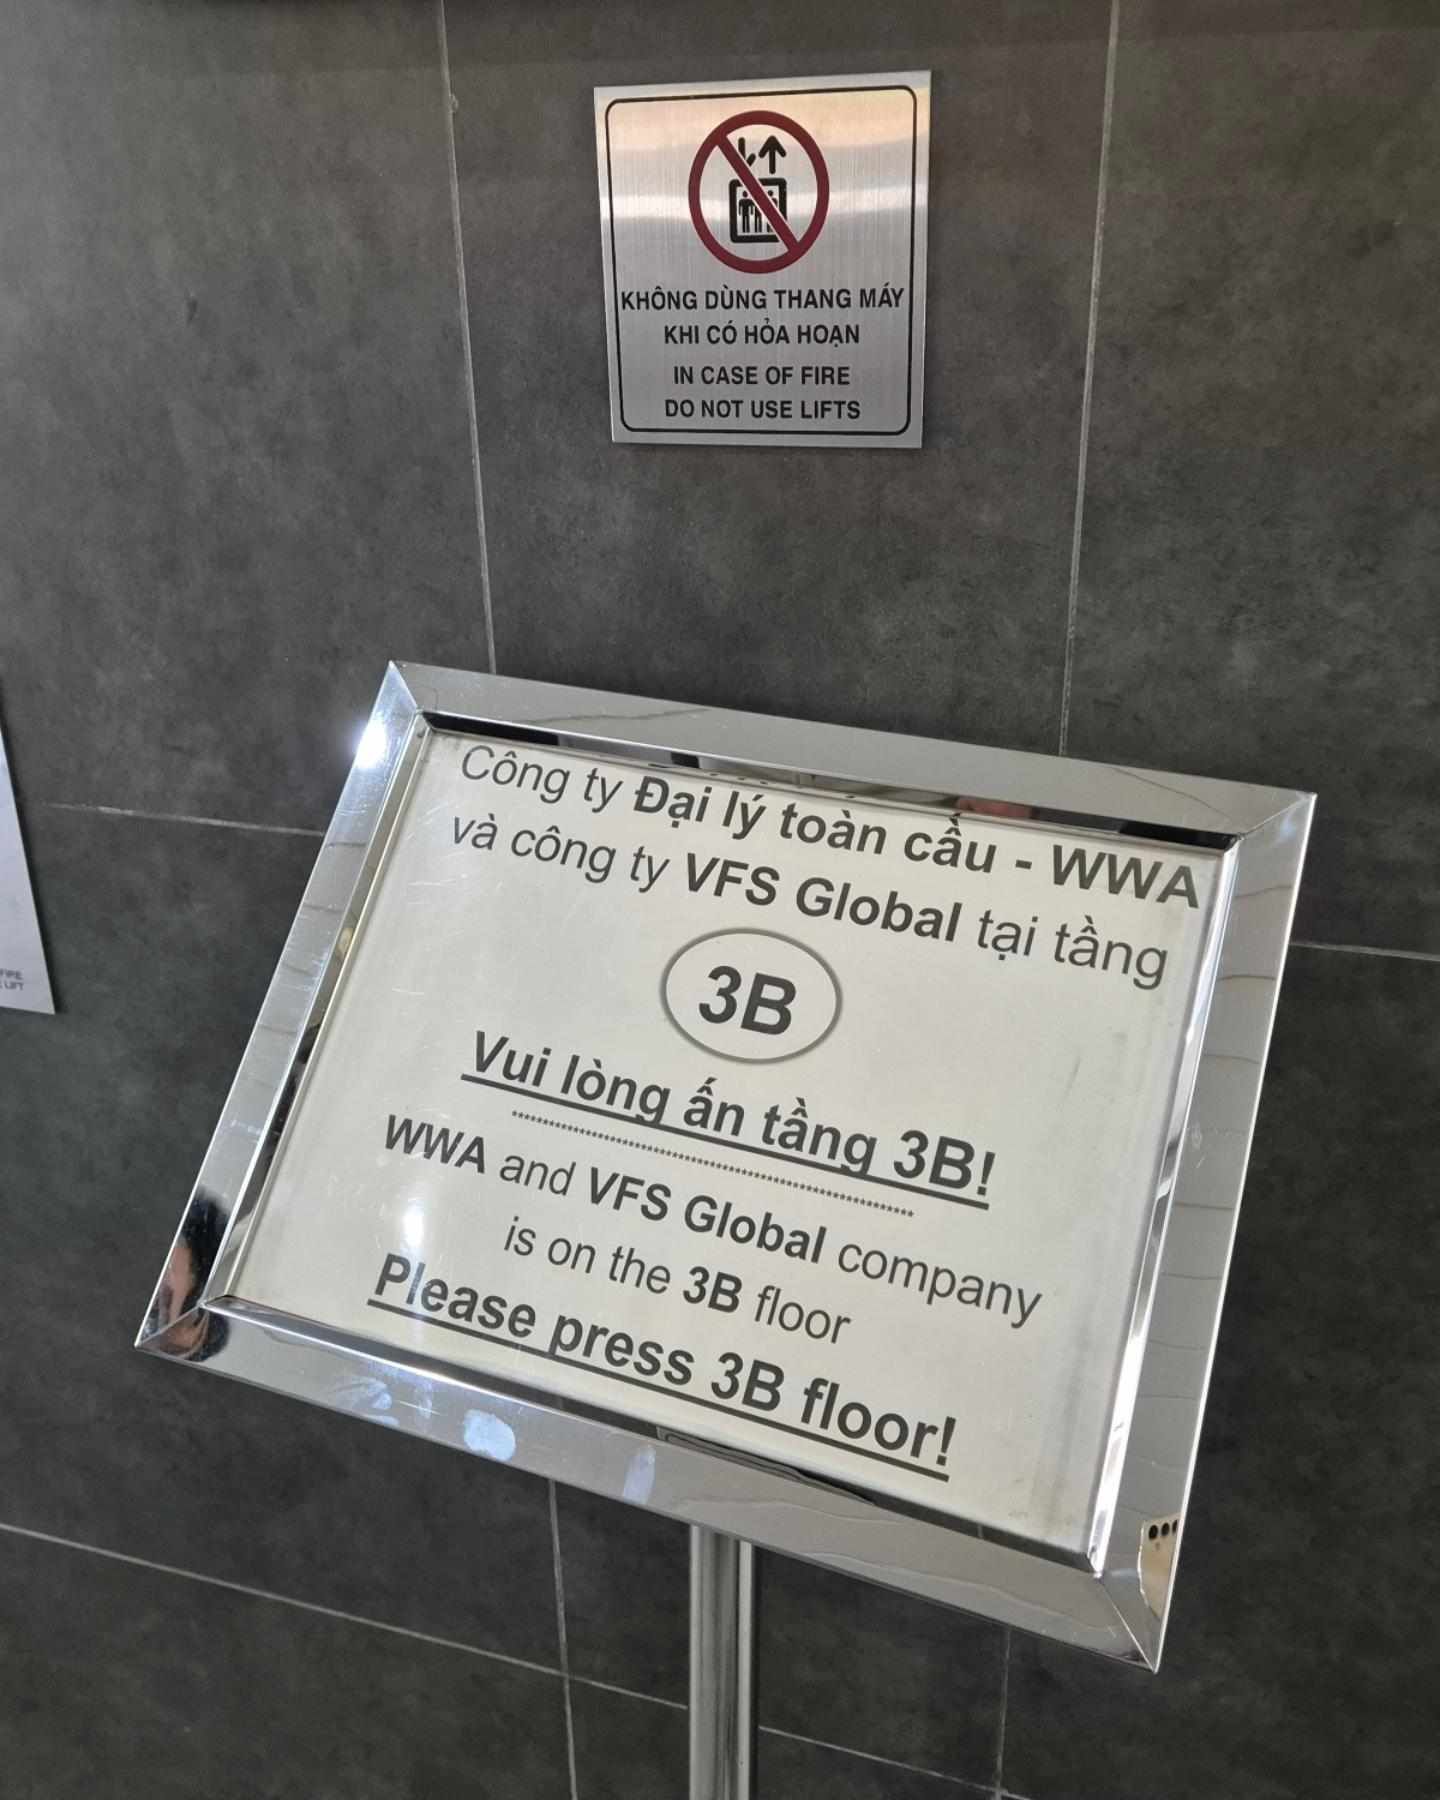 KHÔNG DÙNG THANG MÁY
KHI CÓ HỎA HOẠN
IN CASE OF FIRE
DO NOT USE LIFTS
Công ty Đại lý toàn cầu - WWA
và công ty VFS Global tại tầng
3B
Vui lòng ấn tầng 3B!
WWA and VFS Global company
is on the 3B floor
Please press 3B floor!
FIRE
LIFT